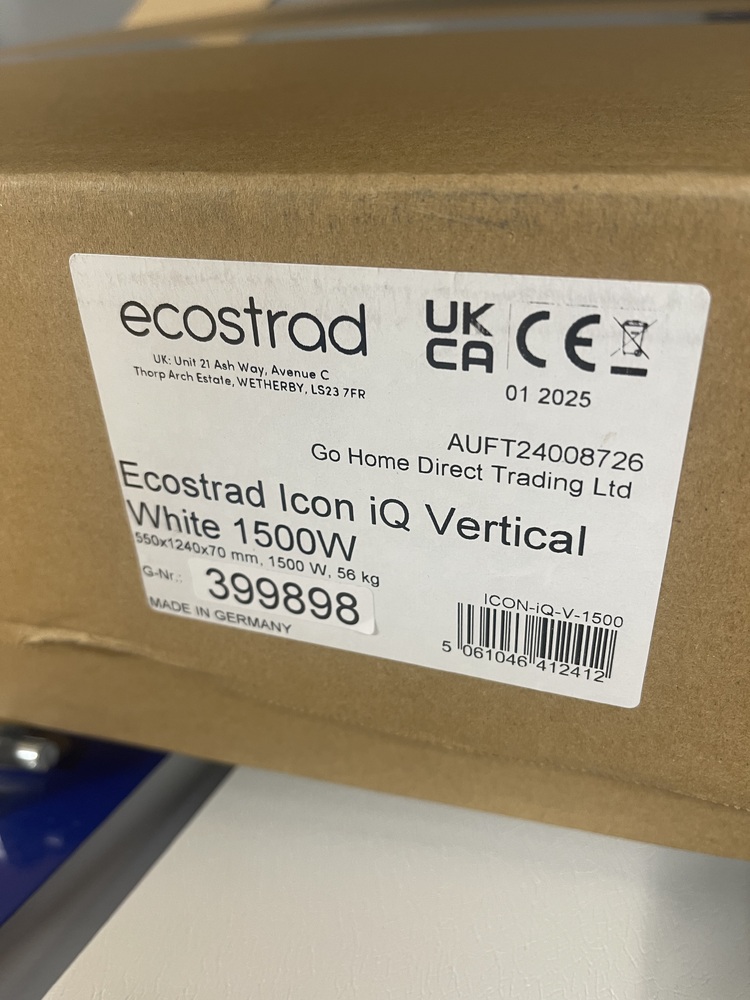 ecostrad
UK: Unit 21 Ash Way, Avenue C
Thorp Arch Estate, WETHERBY, LS23 7FR
UK
CA
CE
01 2025
AUFT24008726
Go Home Direct Trading Ltd
Ecostrad Icon iQ Vertical
White 1500W
550x1240x70 mm, 1500 W, 56 kg
G-Nr.: 399898
MADE IN GERMANY
ICON-iQ-V-1500
5 061046 412412